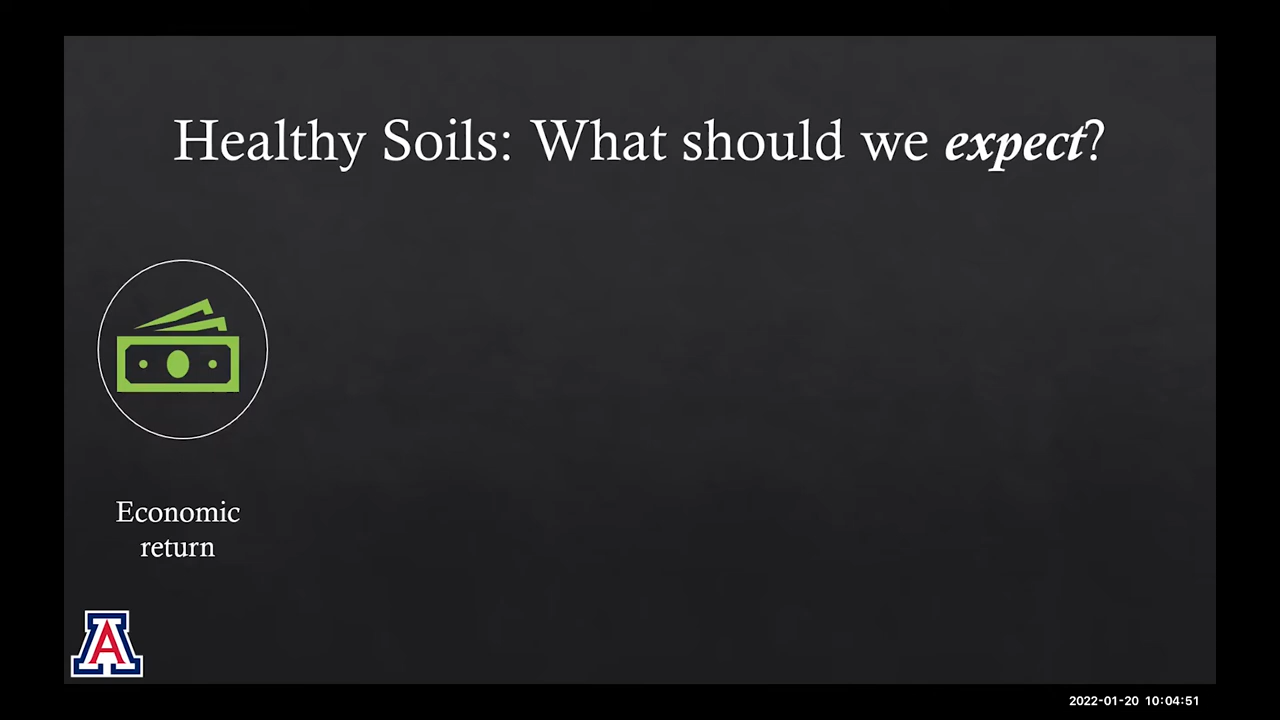 Healthy Soils: What should we expect?
Economic
return
A
2022-01-20 10:04:51